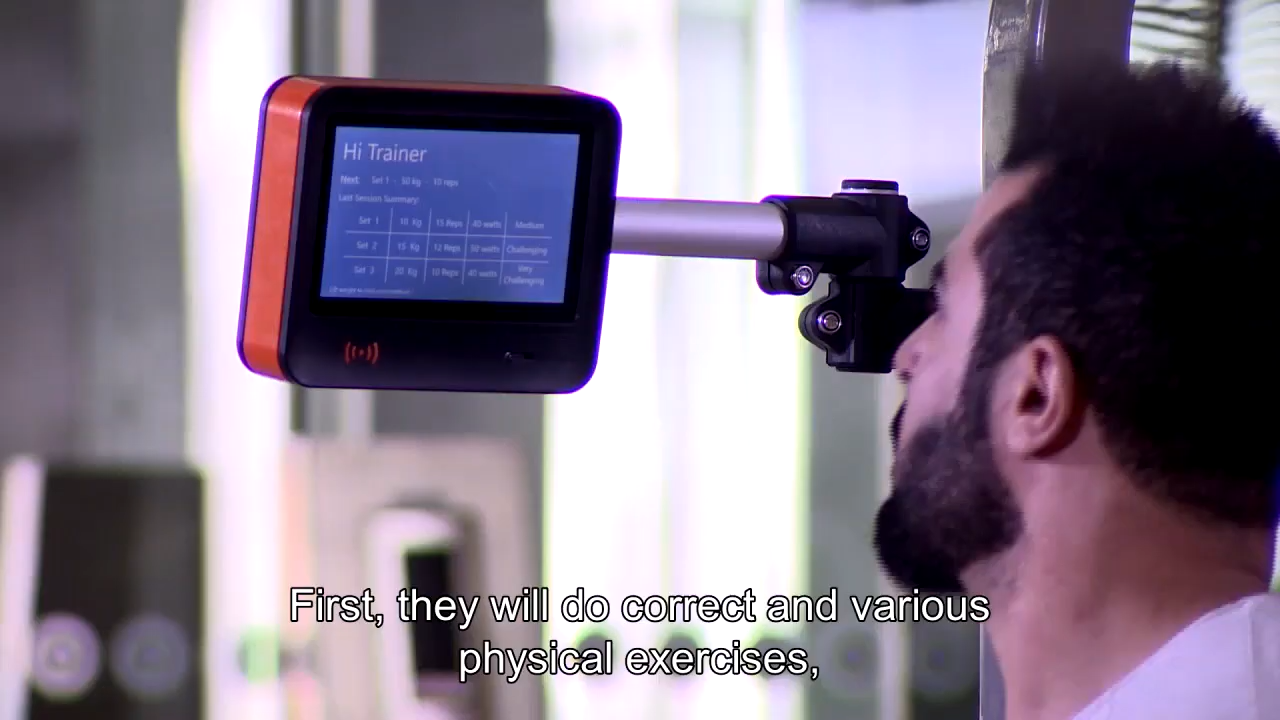 Hi Trainer
Next: Set 1 - 30 kg - 10 reps
Last Session Summary:
Set 1 10 Kg 15 Reps 40 watts Medium
Set 2 15 Kg 12 Reps 50 watts Challenging
Set 3 20 Kg 10 Reps 40 watts Very Challenging
First, they will do correct and various
physical exercises,